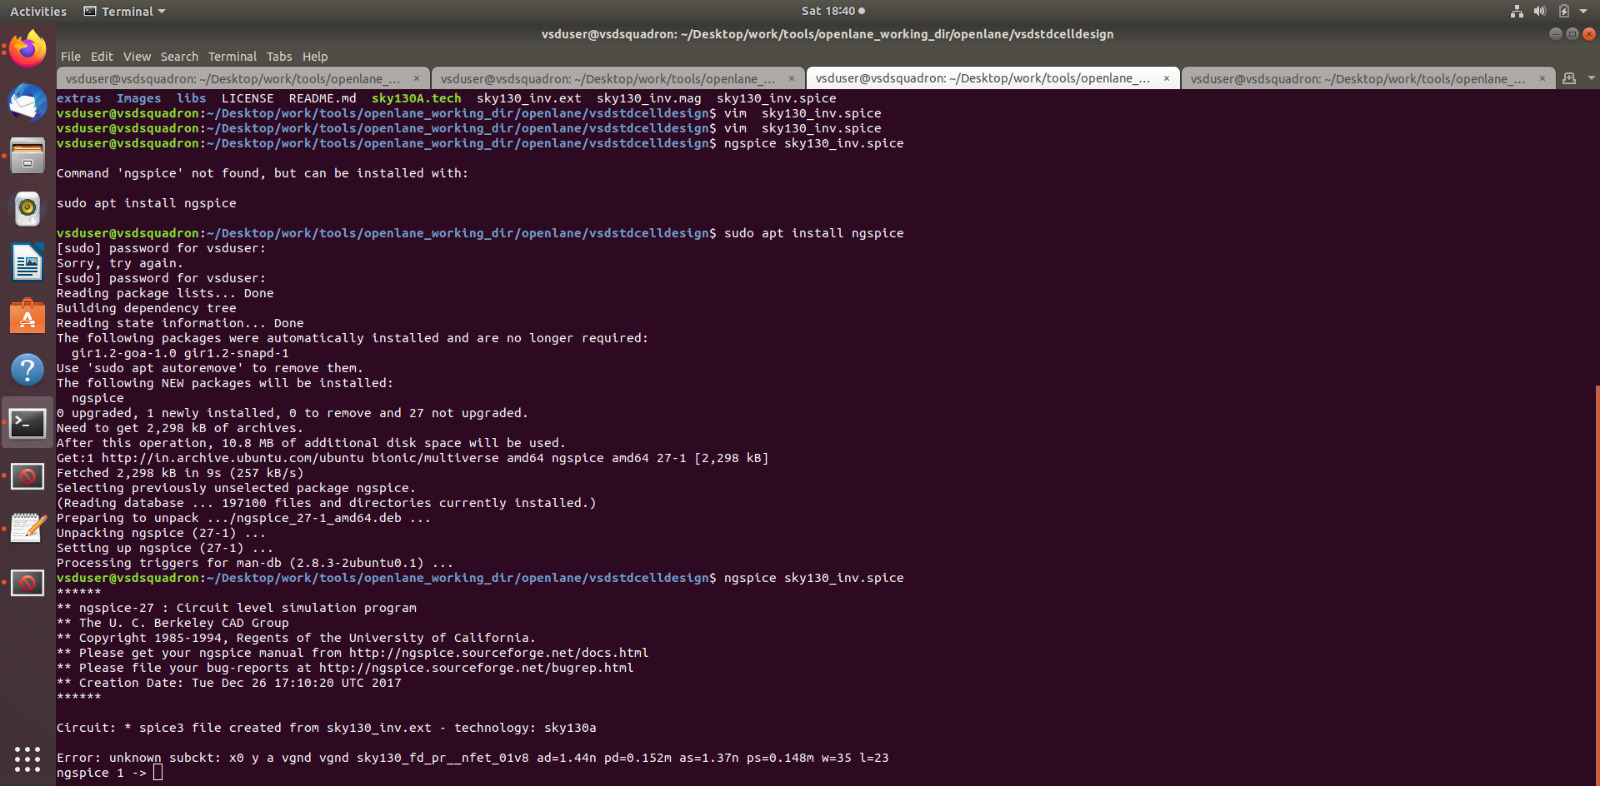 Activities Terminal Sat 18:40
vsduser@vsdsquadron: ~/Desktop/work/tools/openlane_working_dir/openlane/vsdstdcelldesign
File Edit View Search Terminal Tabs Help
vsduser@vsdsquadron: ~/Desktop/work/tools/openlane_... × vsduser@vsdsquadron: ~/Desktop/work/tools/openlane_... × vsduser@vsdsquadron: ~/Desktop/work/tools/openlane_... × vsduser@vsdsquadron: ~/Desktop/work/tools/openlane_... ×
extras Images libs LICENSE README.md sky130A.tech sky130_inv.ext sky130_inv.mag sky130_inv.spice
vsduser@vsdsquadron:~/Desktop/work/tools/openlane_working_dir/openlane/vsdstdcelldesign$ vim  sky130_inv.spice
vsduser@vsdsquadron:~/Desktop/work/tools/openlane_working_dir/openlane/vsdstdcelldesign$ vim  sky130_inv.spice
vsduser@vsdsquadron:~/Desktop/work/tools/openlane_working_dir/openlane/vsdstdcelldesign$ ngspice sky130_inv.spice
Command 'ngspice' not found, but can be installed with:
sudo apt install ngspice
vsduser@vsdsquadron:~/Desktop/work/tools/openlane_working_dir/openlane/vsdstdcelldesign$ sudo apt install ngspice
[sudo] password for vsduser:
Sorry, try again.
[sudo] password for vsduser:
Reading package lists... Done
Building dependency tree
Reading state information... Done
The following packages were automatically installed and are no longer required:
  gir1.2-goa-1.0 gir1.2-snapd-1
Use 'sudo apt autoremove' to remove them.
The following NEW packages will be installed:
  ngspice
0 upgraded, 1 newly installed, 0 to remove and 27 not upgraded.
Need to get 2,298 kB of archives.
After this operation, 10.8 MB of additional disk space will be used.
Get:1 http://in.archive.ubuntu.com/ubuntu bionic/multiverse amd64 ngspice amd64 27-1 [2,298 kB]
Fetched 2,298 kB in 9s (257 kB/s)
Selecting previously unselected package ngspice.
(Reading database ... 197100 files and directories currently installed.)
Preparing to unpack .../ngspice_27-1_amd64.deb ...
Unpacking ngspice (27-1) ...
Setting up ngspice (27-1) ...
Processing triggers for man-db (2.8.3-2ubuntu0.1) ...
vsduser@vsdsquadron:~/Desktop/work/tools/openlane_working_dir/openlane/vsdstdcelldesign$ ngspice sky130_inv.spice
******
** ngspice-27 : Circuit level simulation program
** The U. C. Berkeley CAD Group
** Copyright 1985-1994, Regents of the University of California.
** Please get your ngspice manual from http://ngspice.sourceforge.net/docs.html
** Please file your bug-reports at http://ngspice.sourceforge.net/bugrep.html
** Creation Date: Tue Dec 26 17:10:20 UTC 2017
******
Circuit: * spice3 file created from sky130_inv.ext - technology: sky130a
Error: unknown subckt: x0 y a vgnd vgnd sky130_fd_pr__nfet_01v8 ad=1.44n pd=0.152m as=1.37n ps=0.148m w=35 l=23
ngspice 1 ->